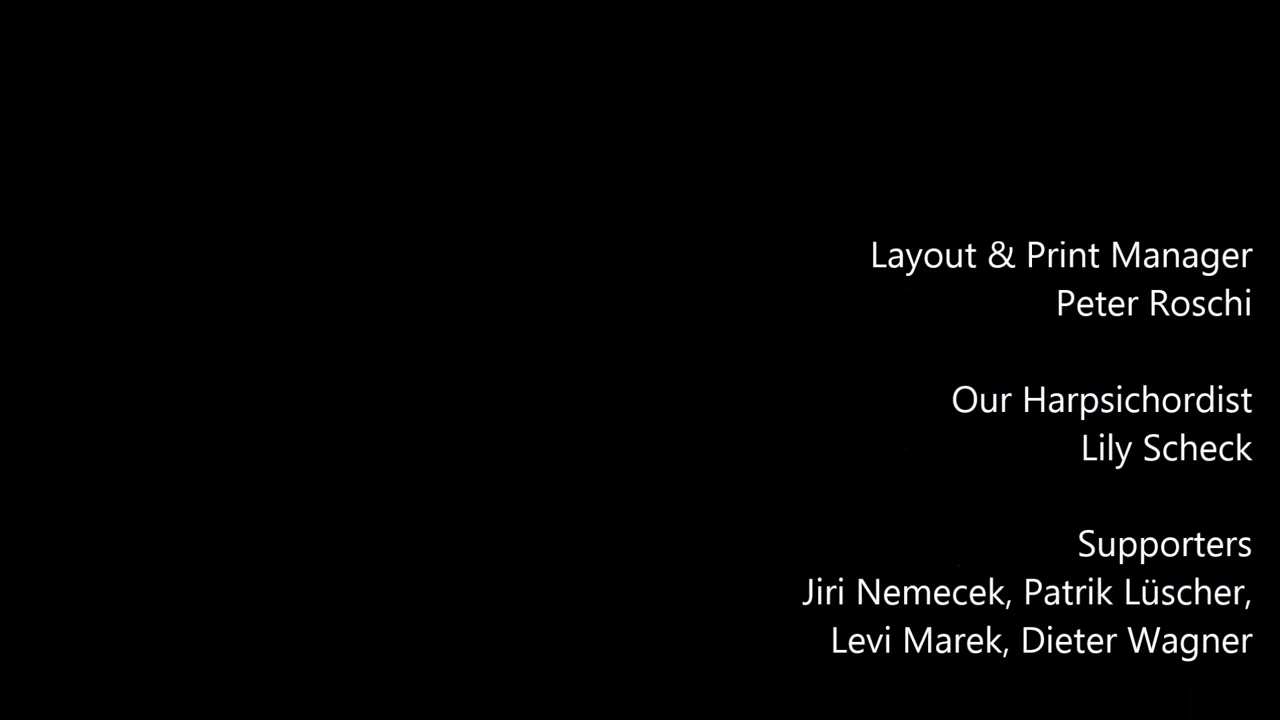 Layout & Print Manager
Peter Roschi
Our Harpsichordist
Lily Scheck
Supporters
Jiri Nemecek, Patrik Lüscher,
Levi Marek, Dieter Wagner